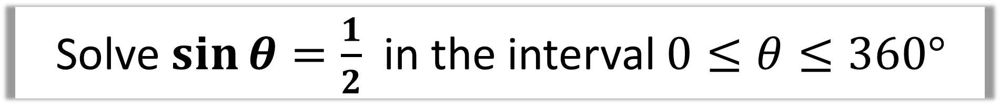 Solve sin θ = 1/2 in the interval 0 ≤ θ ≤ 360°